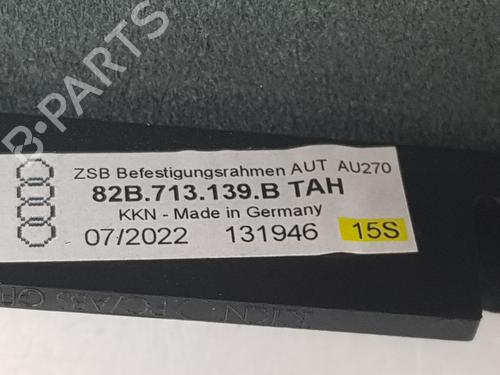 B-PARTS
ZSB Befestigungsrahmen AUT AU270
82B.713.139.B TAH
KKN - Made in Germany
07/2022 131946 15S